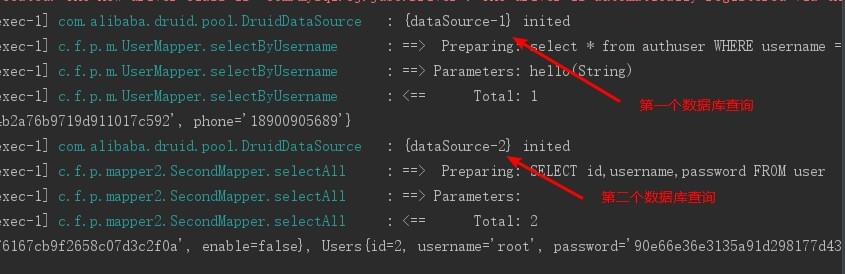 exec-1] com.alibaba.druid.pool.DruidDataSource : {dataSource-1} inited
exec-1] c.f.p.m.UserMapper.selectByUsername : ==> Preparing: select * from authuser WHERE username =
exec-1] c.f.p.m.UserMapper.selectByUsername : ==> Parameters: hello(String)
exec-1] c.f.p.m.UserMapper.selectByUsername : <== Total: 1
第一个数据库查询
4b2a76b9719d911017c592', phone='18900905689'}
exec-1] com.alibaba.druid.pool.DruidDataSource : {dataSource-2} inited
exec-1] c.f.p.mapper2.SecondMapper.selectAll : ==> Preparing: SELECT id,username,password FROM user
exec-1] c.f.p.mapper2.SecondMapper.selectAll : ==> Parameters:
第二个数据库查询
exec-1] c.f.p.mapper2.SecondMapper.selectAll : <== Total: 2
76167cb9f2658c07d3c2f0a', enable=false}, Users{id=2, username='root', password='90e66e36e3135a91d298177d43